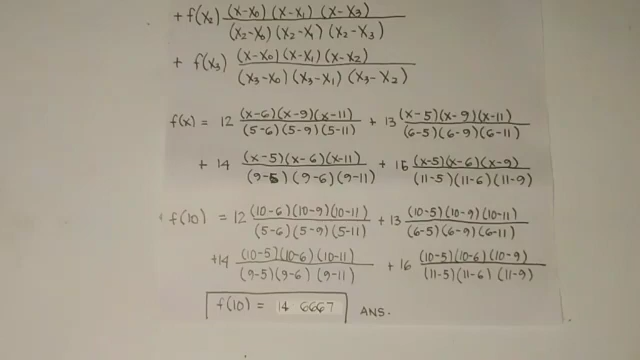 + f(x₂) (x-x₀)(x-x₁)(x-x₃) / (x₂-x₀)(x₂-x₁)(x₂-x₃)
+ f(x₃) (x-x₀)(x-x₁)(x-x₂) / (x₃-x₀)(x₃-x₁)(x₃-x₂)
f(x) = 12 (x-6)(x-9)(x-11) / (5-6)(5-9)(5-11) + 13 (x-5)(x-9)(x-11) / (6-5)(6-9)(6-11)
+ 14 (x-5)(x-6)(x-11) / (9-5)(9-6)(9-11) + 16 (x-5)(x-6)(x-9) / (11-5)(11-6)(11-9)
f(10) = 12 (10-6)(10-9)(10-11) / (5-6)(5-9)(5-11) + 13 (10-5)(10-9)(10-11) / (6-5)(6-9)(6-11)
+14 (10-5)(10-6)(10-11) / (9-5)(9-6)(9-11) + 16 (10-5)(10-6)(10-9) / (11-5)(11-6)(11-9)
f(10) = 14 6667 ANS.